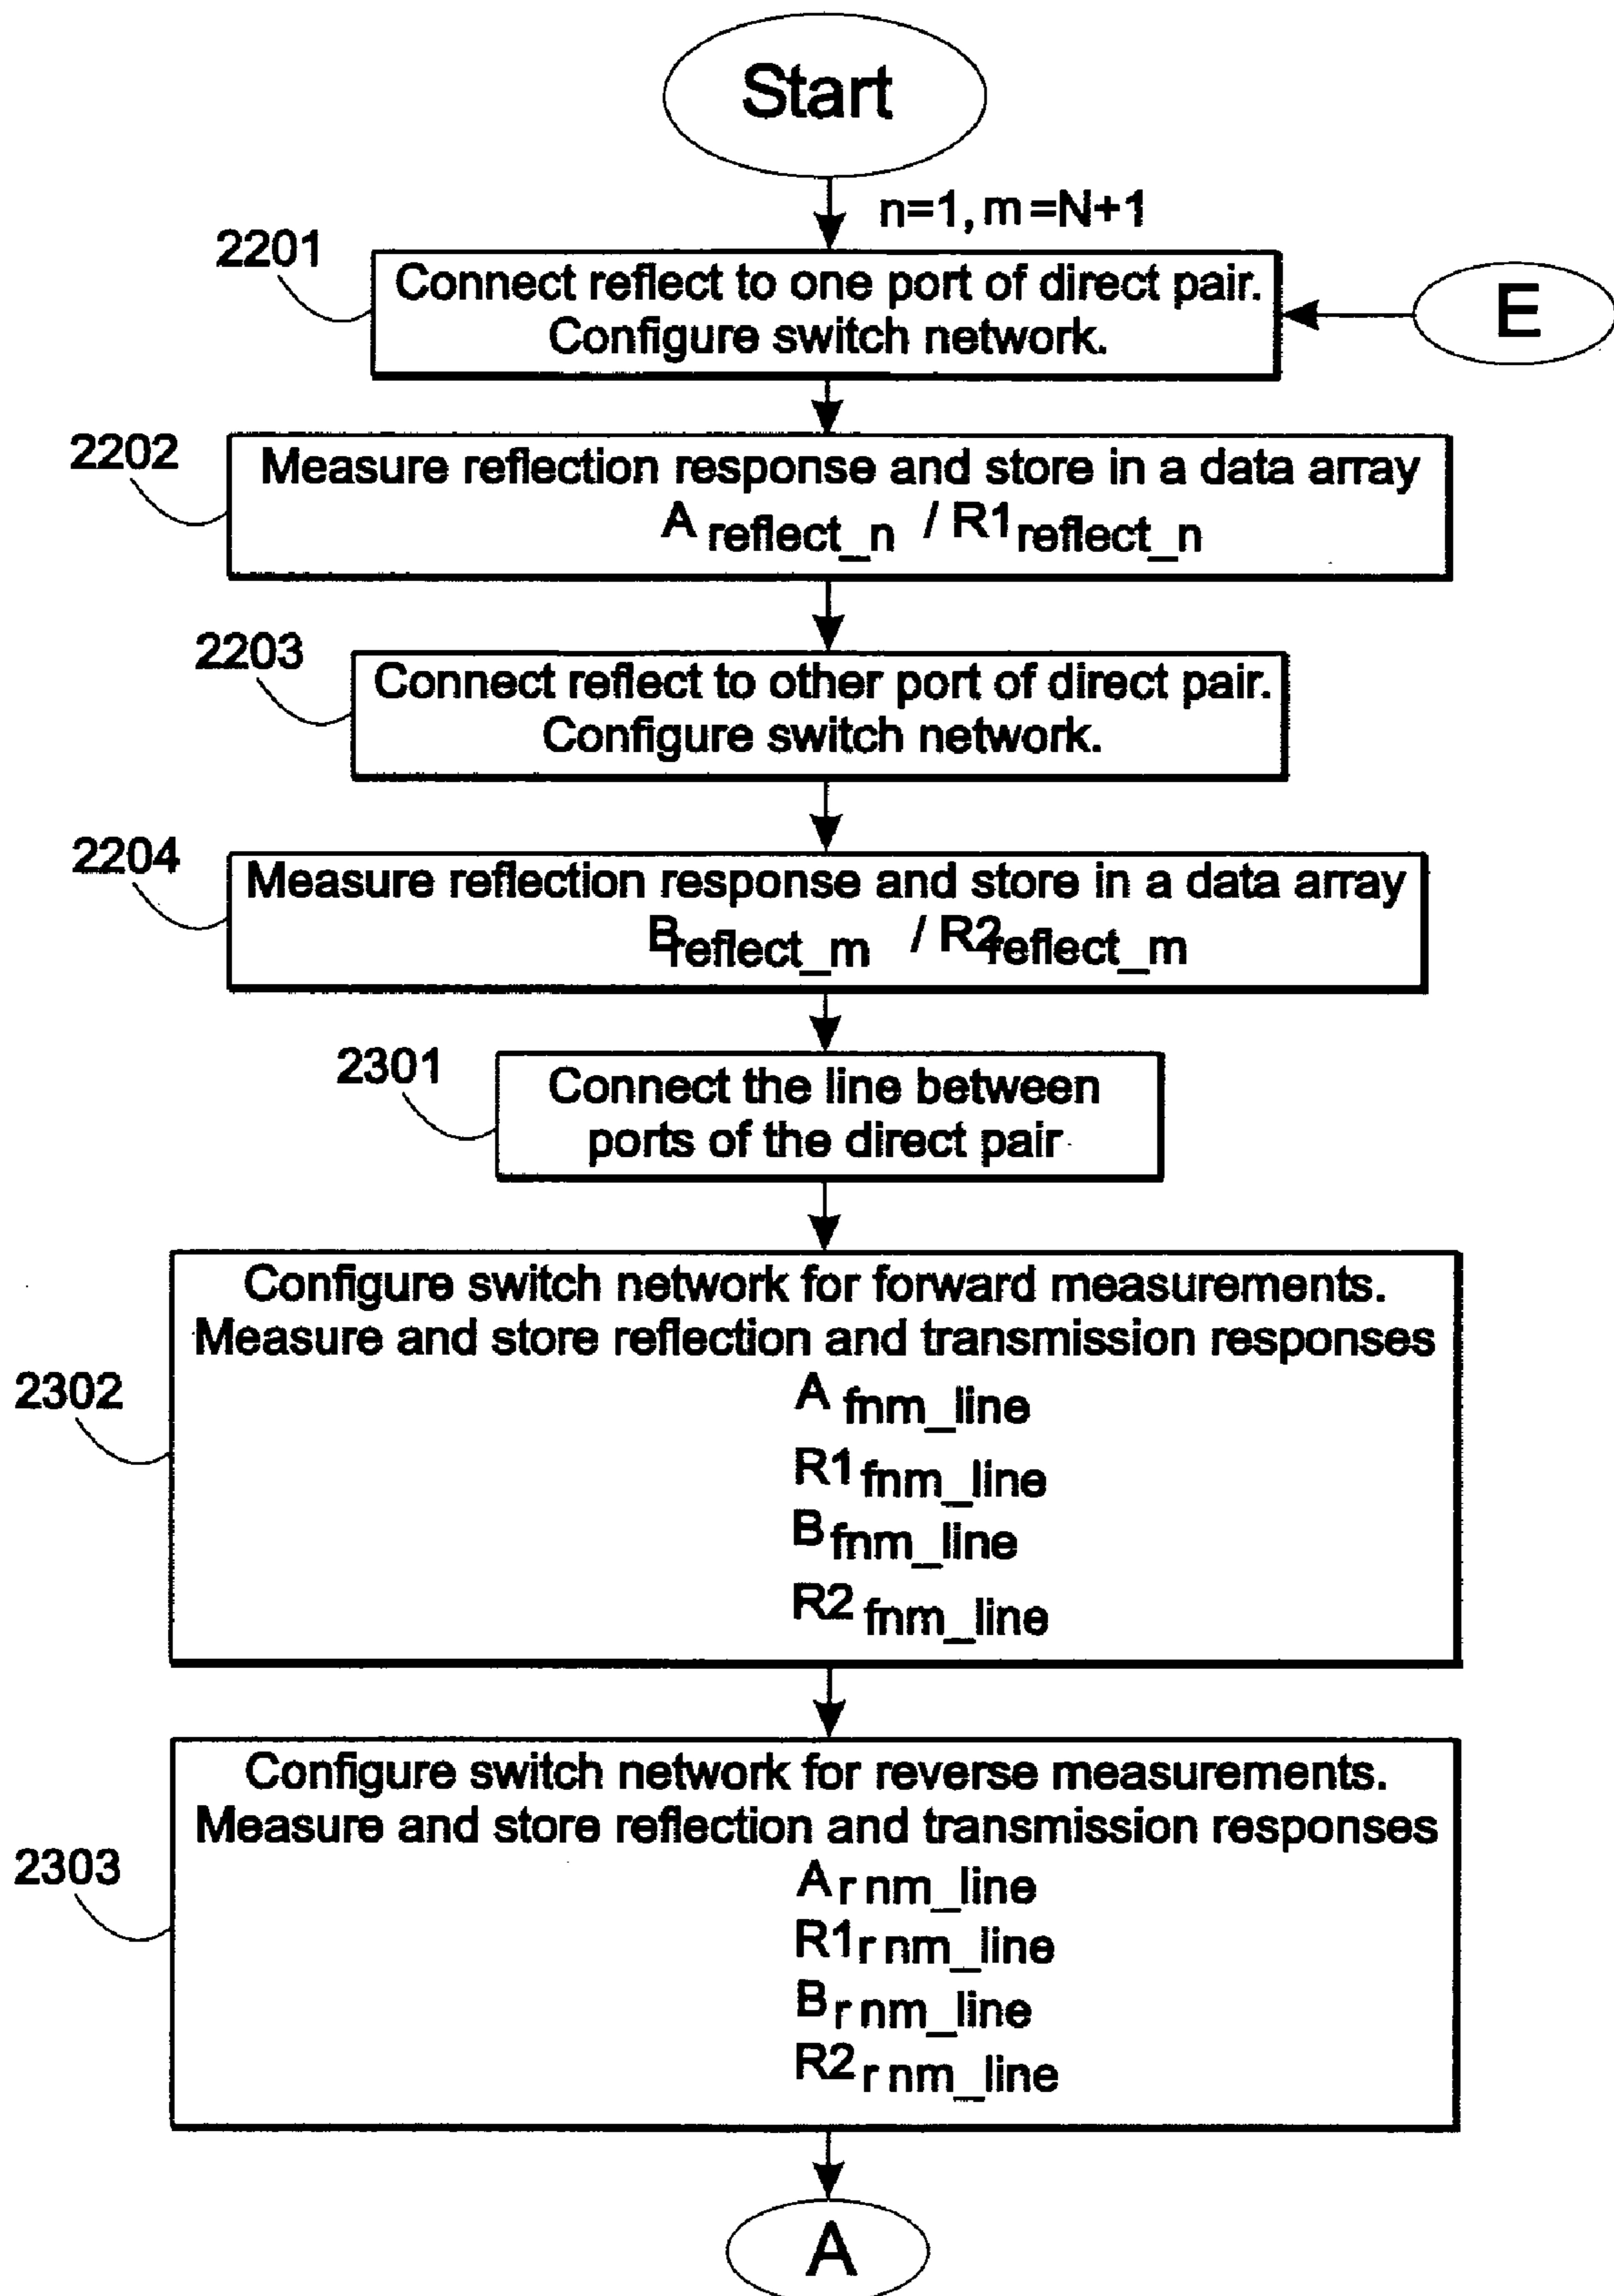 Start
n=1, m=N+1
2201
Connect reflect to one port of direct pair.
Configure switch network.
E
2202
Measure reflection response and store in a data array
A reflect_n / R1 reflect_n
2203
Connect reflect to other port of direct pair.
Configure switch network.
2204
Measure reflection response and store in a data array
B reflect_m / R2 reflect_m
2301
Connect the line between
ports of the direct pair
2302
Configure switch network for forward measurements.
Measure and store reflection and transmission responses
A fnm_line
R1 fnm_line
B fnm_line
R2 fnm_line
2303
Configure switch network for reverse measurements.
Measure and store reflection and transmission responses
A r nm_line
R1 r nm_line
B r nm_line
R2 r nm_line
A